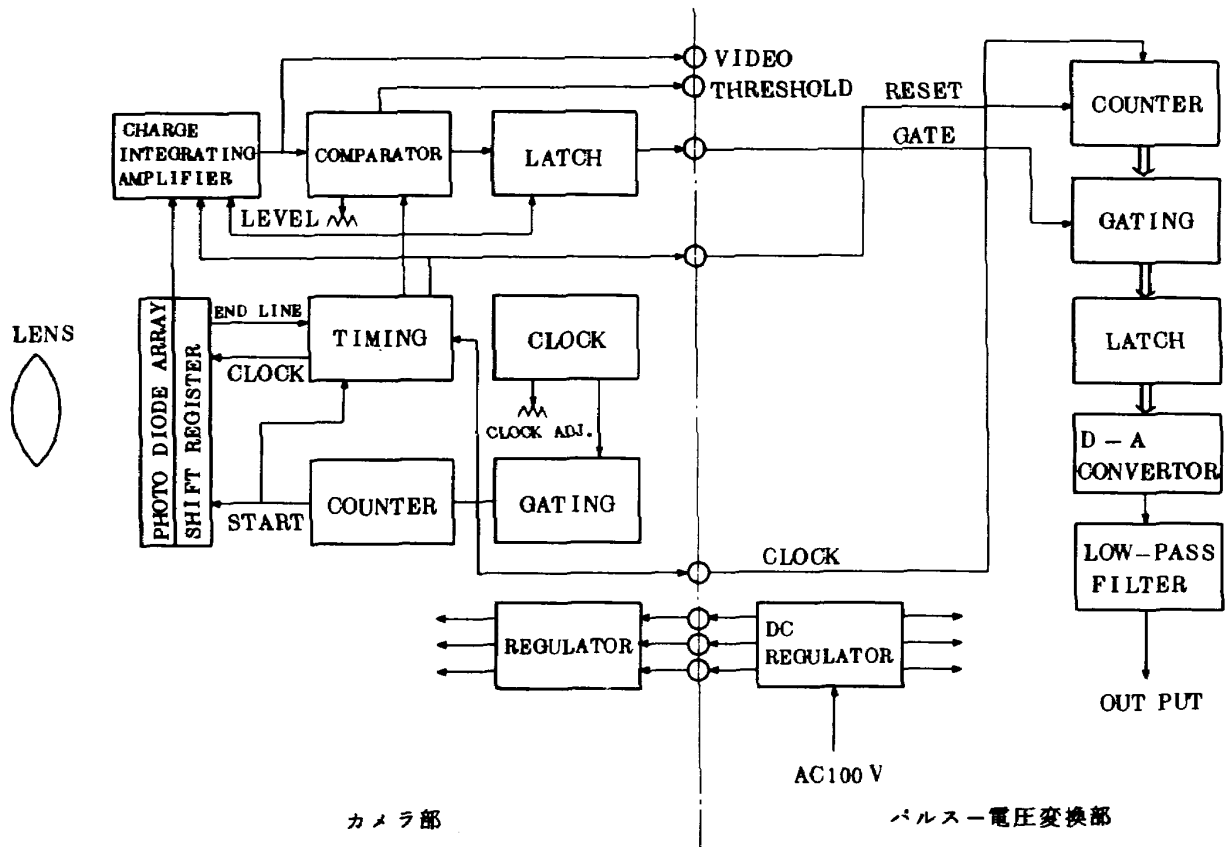 VIDEO
THRESHOLD
RESET
GATE
COUNTER
CHARGE
INTEGRATING
AMPLIFIER
COMPARATOR
LATCH
LEVEL
GATING
LENS
PHOTO DIODE ARRAY
SHIFT REGISTER
END LINE
CLOCK
TIMING
CLOCK
CLOCK ADJ.
LATCH
START
COUNTER
GATING
D-A
CONVERTOR
CLOCK
LOW-PASS
FILTER
REGULATOR
DC
REGULATOR
OUT PUT
AC100V
カメラ部
パルスー電圧変換部